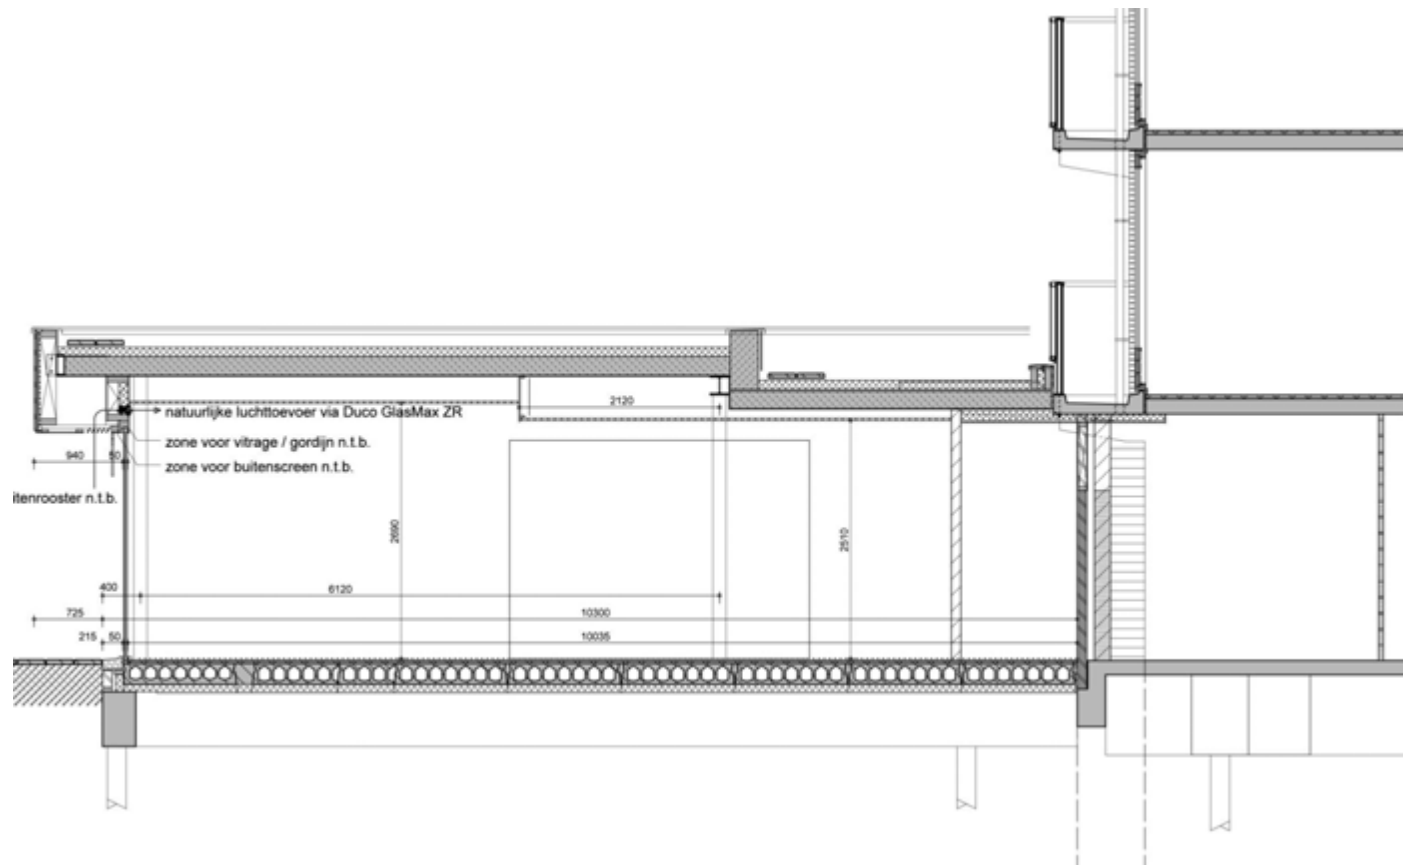 2120
natuurlijke luchttoevoer via Duco GlasMax ZR
zone voor vitrage / gordijn n.t.b.
940 50
zone voor buitenscreen n.t.b.
itenrooster n.t.b.
2690
2510
400 6120
725 10300
215 50 10035